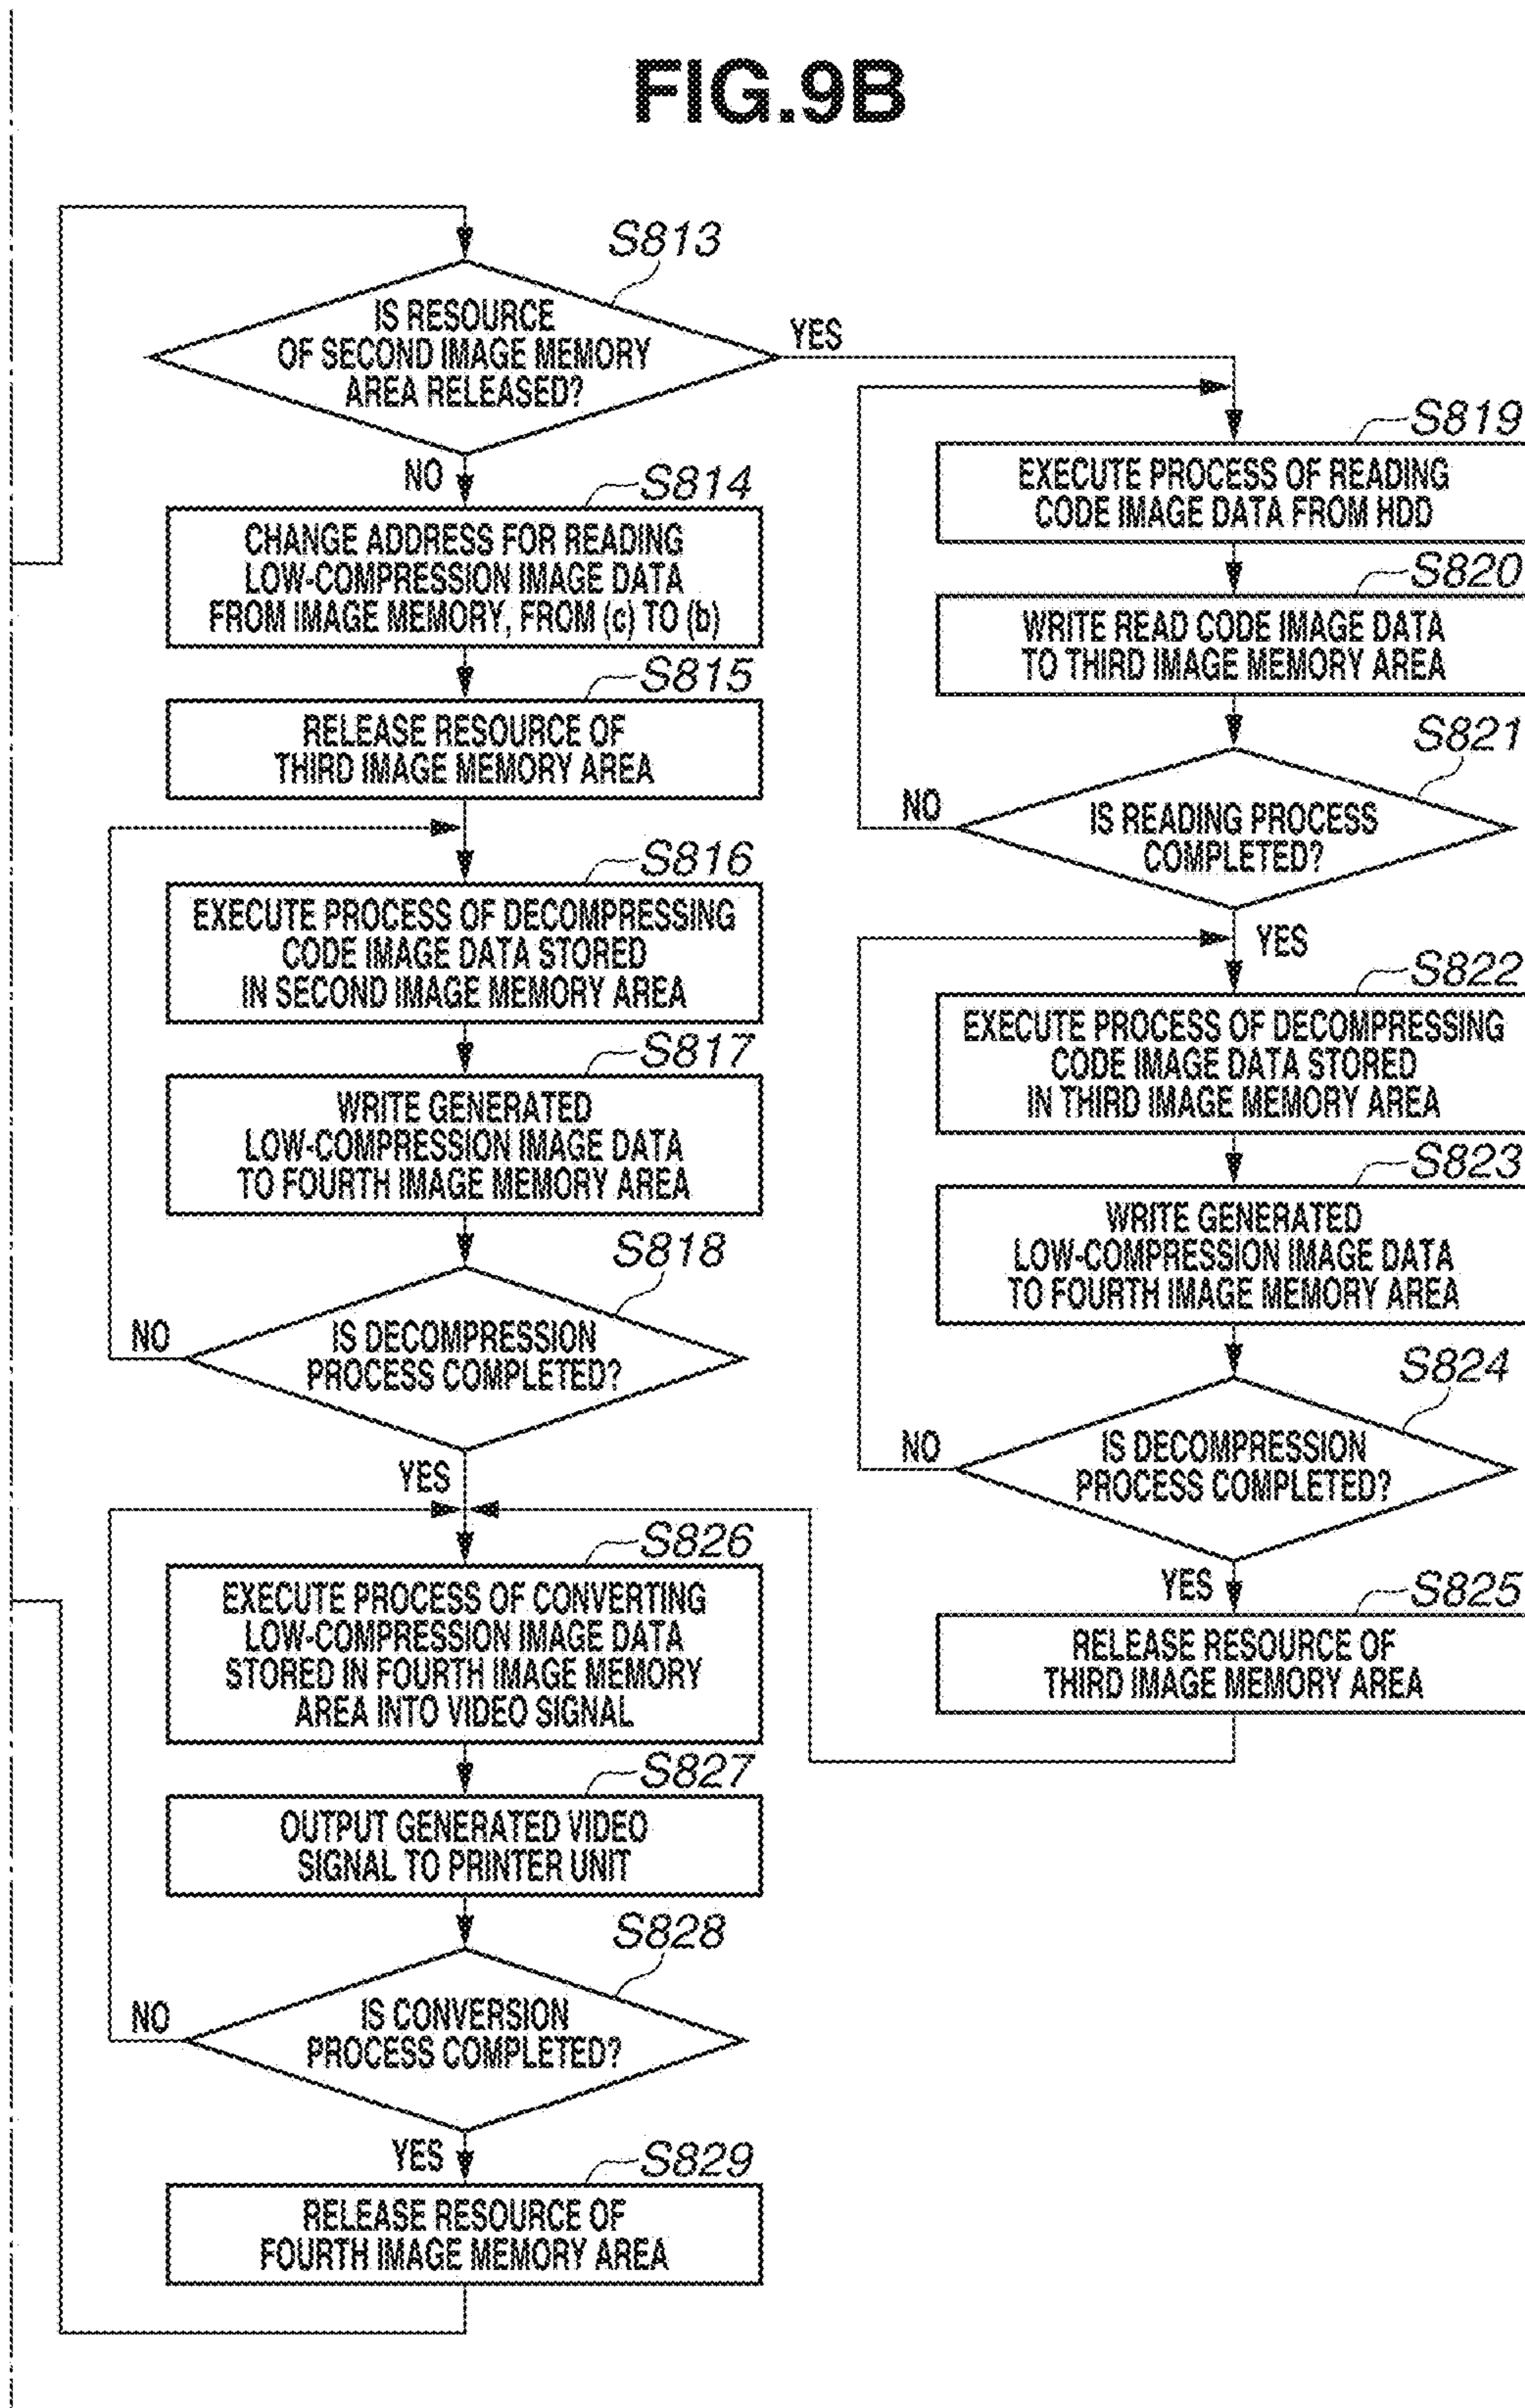 FIG.9B
S813
IS RESOURCE
OF SECOND IMAGE MEMORY
AREA RELEASED?
YES
NO
S814
CHANGE ADDRESS FOR READING
LOW-COMPRESSION IMAGE DATA
FROM IMAGE MEMORY, FROM (c) TO (b)
S815
RELEASE RESOURCE OF
THIRD IMAGE MEMORY AREA
S816
EXECUTE PROCESS OF DECOMPRESSING
CODE IMAGE DATA STORED
IN SECOND IMAGE MEMORY AREA
S817
WRITE GENERATED
LOW-COMPRESSION IMAGE DATA
TO FOURTH IMAGE MEMORY AREA
S818
IS DECOMPRESSION
PROCESS COMPLETED?
NO
YES
S819
EXECUTE PROCESS OF READING
CODE IMAGE DATA FROM HDD
S820
WRITE READ CODE IMAGE DATA
TO THIRD IMAGE MEMORY AREA
S821
IS READING PROCESS
COMPLETED?
NO
YES
S822
EXECUTE PROCESS OF DECOMPRESSING
CODE IMAGE DATA STORED
IN THIRD IMAGE MEMORY AREA
S823
WRITE GENERATED
LOW-COMPRESSION IMAGE DATA
TO FOURTH IMAGE MEMORY AREA
S824
IS DECOMPRESSION
PROCESS COMPLETED?
NO
YES
S825
RELEASE RESOURCE OF
THIRD IMAGE MEMORY AREA
S826
EXECUTE PROCESS OF CONVERTING
LOW-COMPRESSION IMAGE DATA
STORED IN FOURTH IMAGE MEMORY
AREA INTO VIDEO SIGNAL
S827
OUTPUT GENERATED VIDEO
SIGNAL TO PRINTER UNIT
S828
IS CONVERSION
PROCESS COMPLETED?
NO
YES
S829
RELEASE RESOURCE OF
FOURTH IMAGE MEMORY AREA